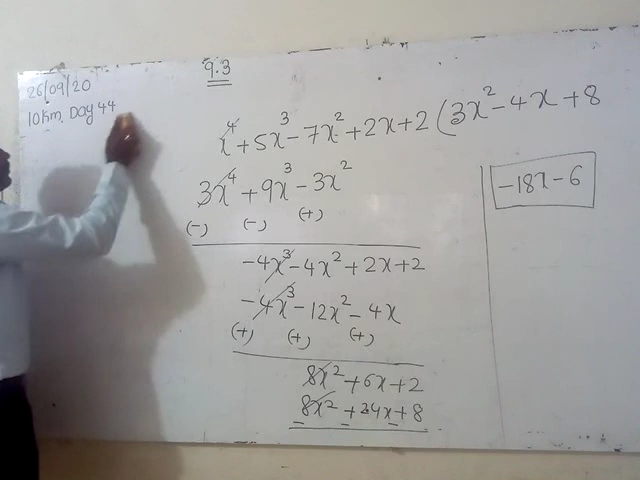 9.3
26/09/20
10Km. Day 44
x⁴ + 5x³ - 7x² + 2x + 2 ( 3x² - 4x + 8
3x⁴ + 9x³ - 3x²
(-) (-) (+)
-18x - 6
-4x³ - 4x² + 2x + 2
-4x³ - 12x² - 4x
(+) (+) (+)
8x² + 6x + 2
8x² + 24x + 8
- - -